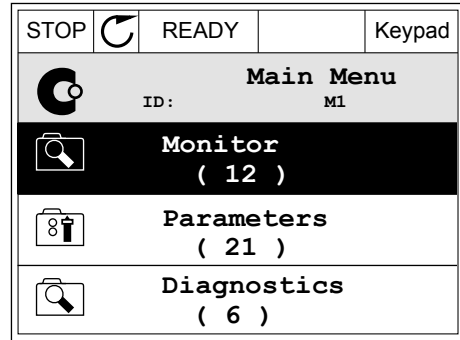 STOP READY Keypad
Main Menu
ID: M1
Monitor
( 12 )
Parameters
( 21 )
Diagnostics
( 6 )